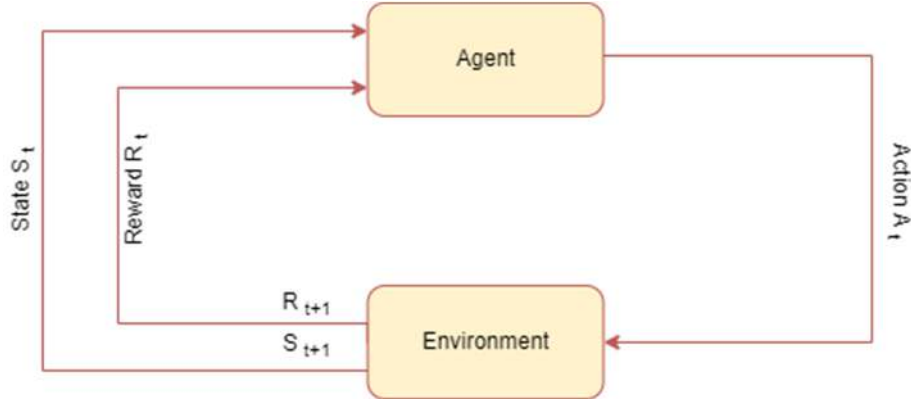 Agent
State S t
Reward R t
Action A t
R t+1
S t+1
Environment